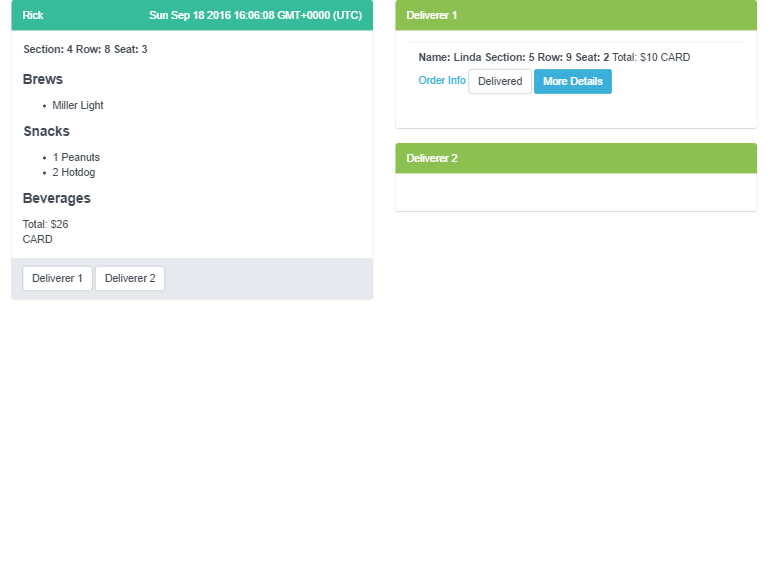 Rick Sun Sep 18 2016 16:06:08 GMT+0000 (UTC)
Section: 4 Row: 8 Seat: 3
Brews
Miller Light
Snacks
1 Peanuts
2 Hotdog
Beverages
Total: $26
CARD
Deliverer 1 Deliverer 2
Deliverer 1
Name: Linda Section: 5 Row: 9 Seat: 2 Total: $10 CARD
Order Info Delivered More Details
Deliverer 2